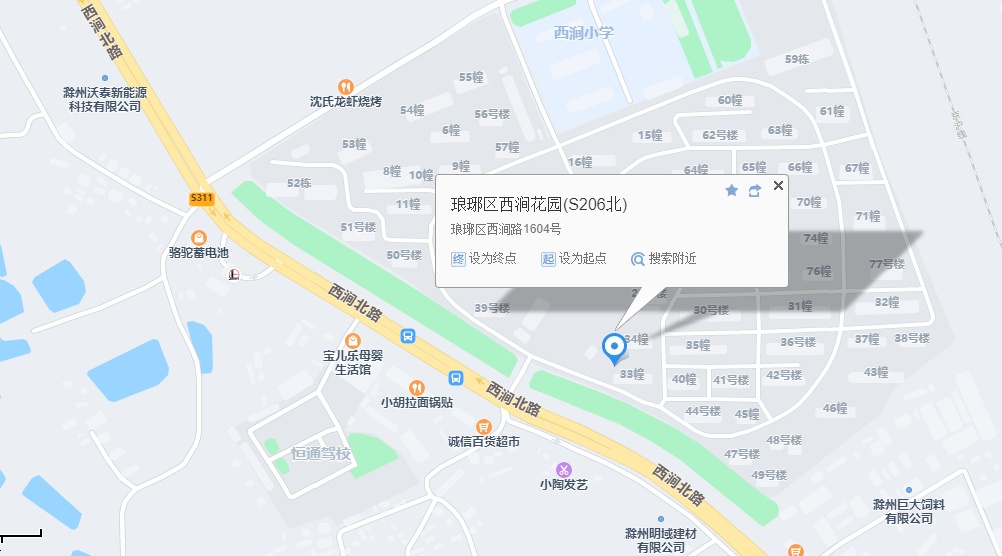 西涧北路
西涧小学
59栋
滁州沃泰新能源
科技有限公司
沈氏龙虾烧烤
55幢
54幢
56号楼
6幢
57幢
53幢
60幢
61幢
62号楼
63幢
15幢
16幢
8幢
10幢
9幢
52栋
11幢
64幢
65幢
66幢
67幢
S311
51号楼
50号楼
骆驼蓄电池
琅琊区西涧花园(S206北)
琅琊区西涧路1604号
终 设为终点
起 设为起点
搜索附近
70幢
71幢
74幢
76幢
77号楼
西涧北路
39号楼
30号楼
31幢
32幢
34幢
35幢
36号楼
37幢
38号楼
宝儿乐母婴
生活馆
33幢
40幢
41号楼
42号楼
43幢
小胡拉面锅贴
西涧北路
44号楼
45幢
46幢
诚信百货超市
恒通驾校
48号楼
47号楼
49号楼
小陶发艺
西涧北路
滁州巨大饲料
有限公司
滁州明域建材
有限公司